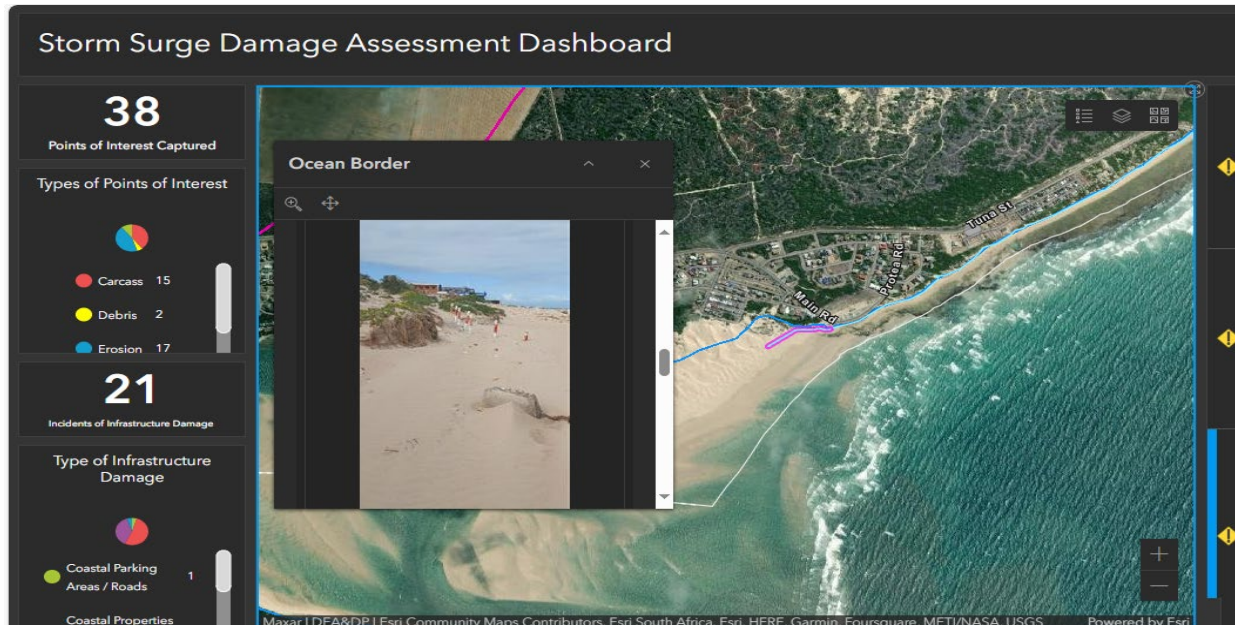 Storm Surge Damage Assessment Dashboard
38
Points of Interest Captured
Types of Points of Interest
Carcass 15
Debris 2
Erosion 17
21
Incidents of Infrastructure Damage
Type of Infrastructure
Damage
Coastal Parking
Areas / Roads 1
Coastal Properties
Ocean Border
Tuna St
Protea Rd
Main Rd
Maxar | DEA&DP | Esri Community Maps Contributors, Esri South Africa, Esri, HERE, Garmin, Foursquare, METI/NASA, USGS
Powered by Esri